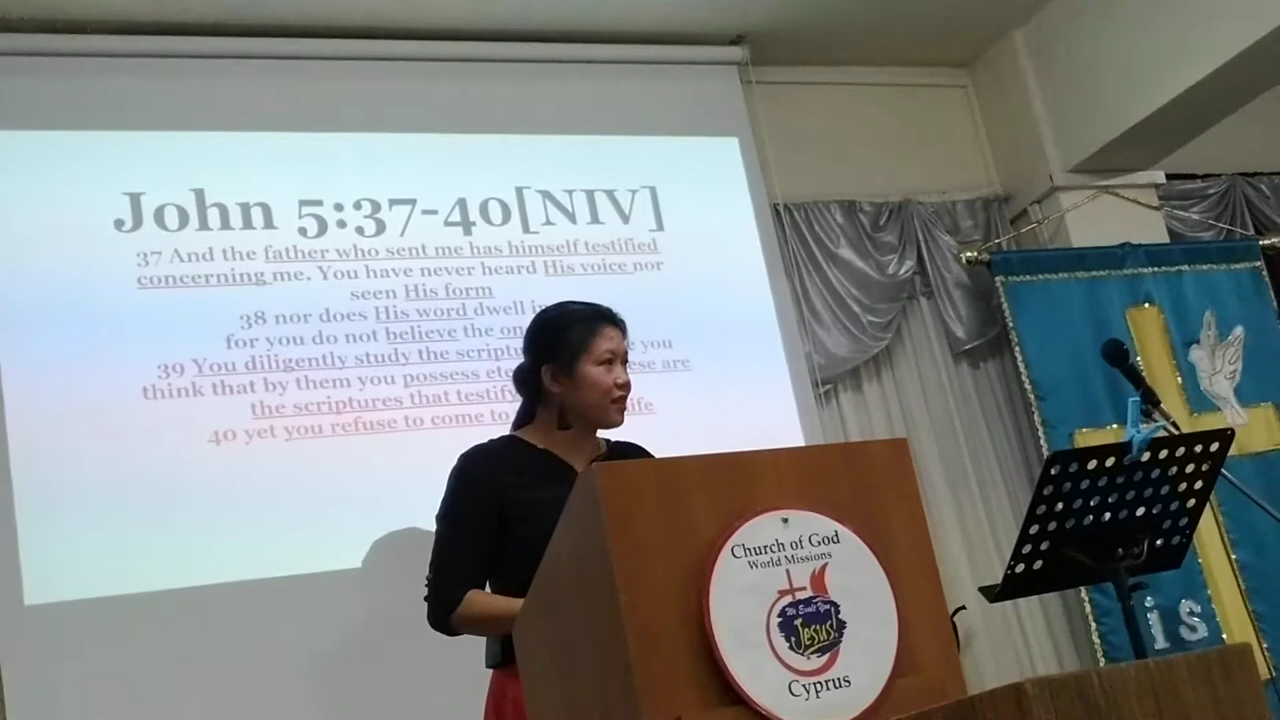 John 5:37-40[NIV]
37 And the father who sent me has himself testified
concerning me. You have never heard His voice nor
seen His form
38 nor does His word dwell
for you do not believe the
39 You diligently study the you
think that by them you possess are
the scriptures that
40 yet you refuse to come to
Church of God
World Missions
We Exalt You
Jesus!
Cyprus
is